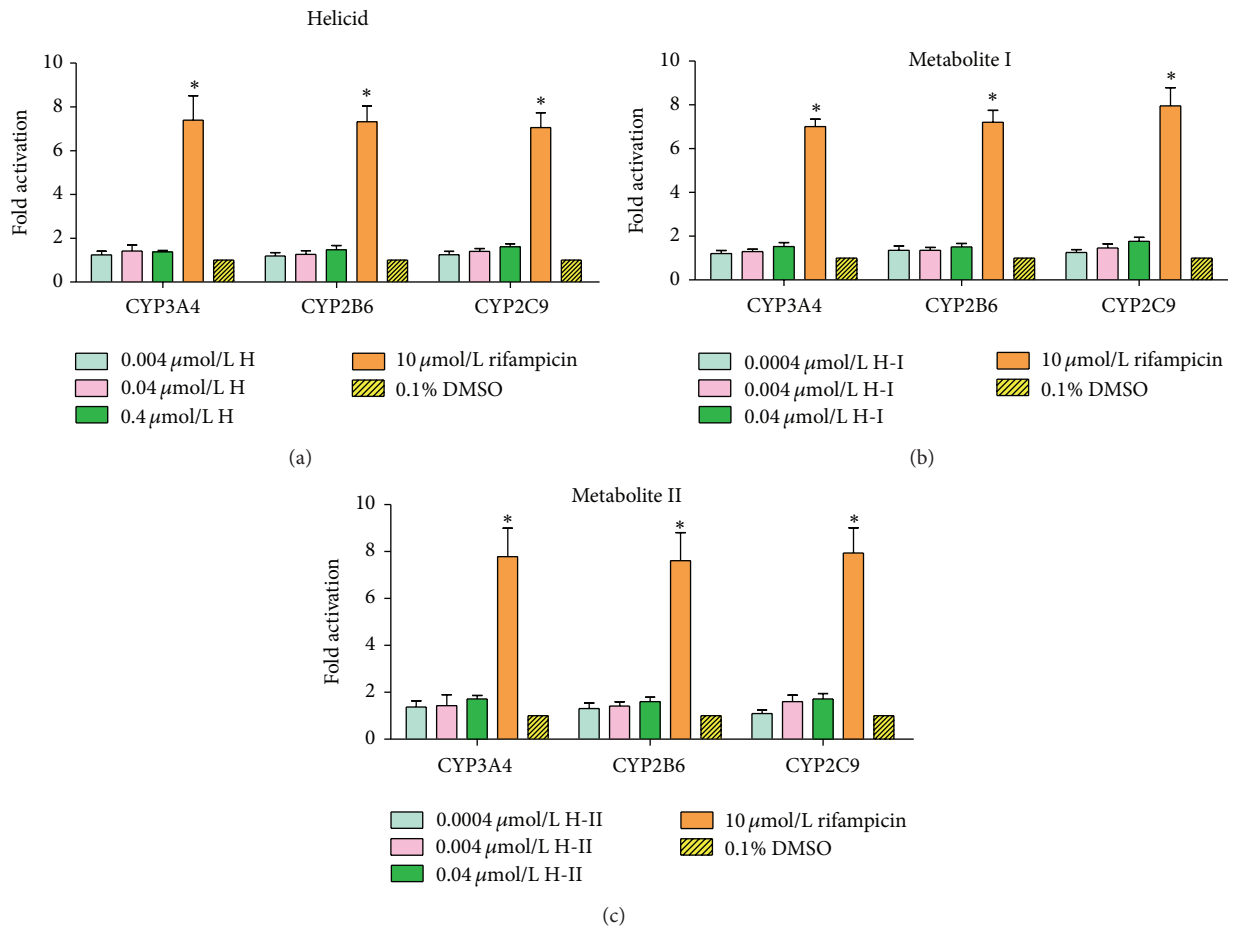 Helicid
10
8
6
4
2
0
Fold activation
*
*
*
CYP3A4
CYP2B6
CYP2C9
0.004 μmol/L H
0.04 μmol/L H
0.4 μmol/L H
10 μmol/L rifampicin
0.1% DMSO
(a)
Metabolite I
10
8
6
4
2
0
Fold activation
*
*
*
CYP3A4
CYP2B6
CYP2C9
0.0004 μmol/L H-I
0.004 μmol/L H-I
0.04 μmol/L H-I
10 μmol/L rifampicin
0.1% DMSO
(b)
Metabolite II
10
8
6
4
2
0
Fold activation
*
*
*
CYP3A4
CYP2B6
CYP2C9
0.0004 μmol/L H-II
0.004 μmol/L H-II
0.04 μmol/L H-II
10 μmol/L rifampicin
0.1% DMSO
(c)